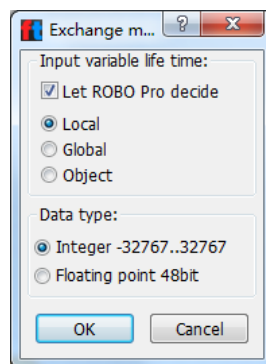 Exchange m...
Input variable life time:
Let ROBO Pro decide
Local
Global
Object
Data type:
Integer -32767..32767
Floating point 48bit
OK
Cancel